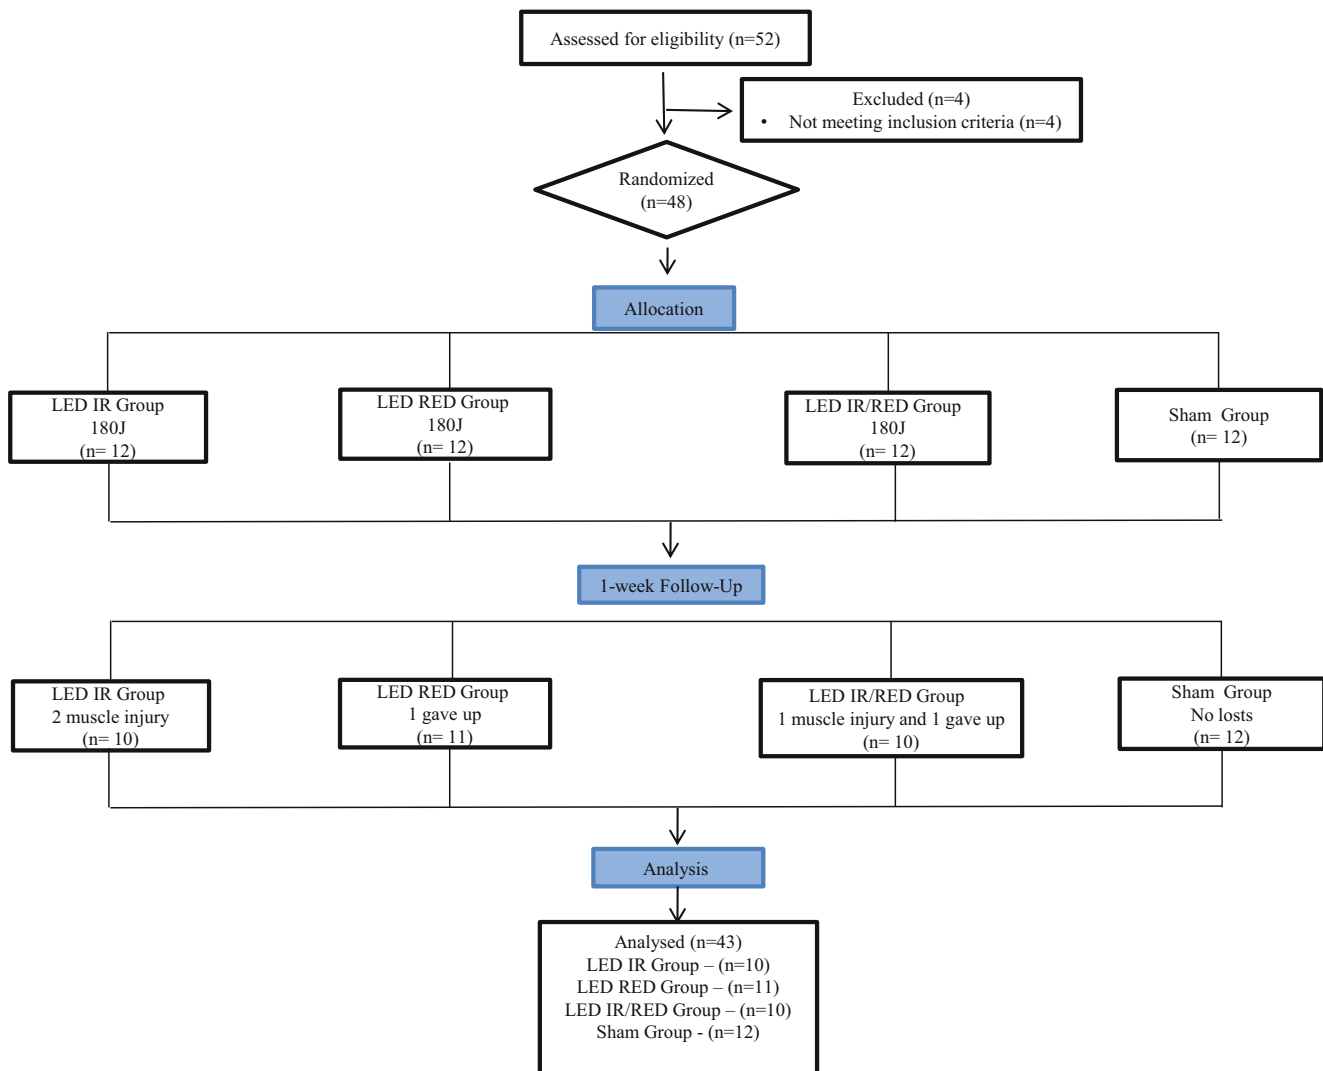 Assessed for eligibility (n=52)
Excluded (n=4)
• Not meeting inclusion criteria (n=4)
Randomized
(n=48)
Allocation
LED IR Group
180J
(n= 12)
LED RED Group
180J
(n= 12)
LED IR/RED Group
180J
(n= 12)
Sham Group
(n= 12)
1-week Follow-Up
LED IR Group
2 muscle injury
(n= 10)
LED RED Group
1 gave up
(n= 11)
LED IR/RED Group
1 muscle injury and 1 gave up
(n= 10)
Sham Group
No losts
(n= 12)
Analysis
Analysed (n=43)
LED IR Group – (n=10)
LED RED Group – (n=11)
LED IR/RED Group – (n=10)
Sham Group - (n=12)